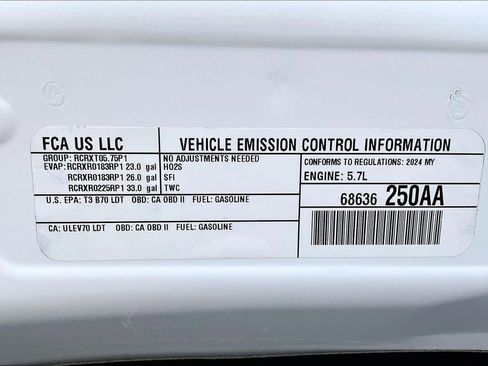 FCA US LLC
VEHICLE EMISSION CONTROL INFORMATION
GROUP: RCRXT05.75P1
EVAP: RCRXR0183RP1 23.0 gal
RCRXR0183RP1 26.0 gal
RCRXR0225RP1 33.0 gal
NO ADJUSTMENTS NEEDED
HO2S
SFI
TWC
CONFORMS TO REGULATIONS: 2024 MY
ENGINE: 5.7L
68636 250AA
U.S. EPA: T3 B70 LDT OBD: CA OBD II FUEL: GASOLINE
CA: ULEV70 LDT OBD: CA OBD II FUEL: GASOLINE